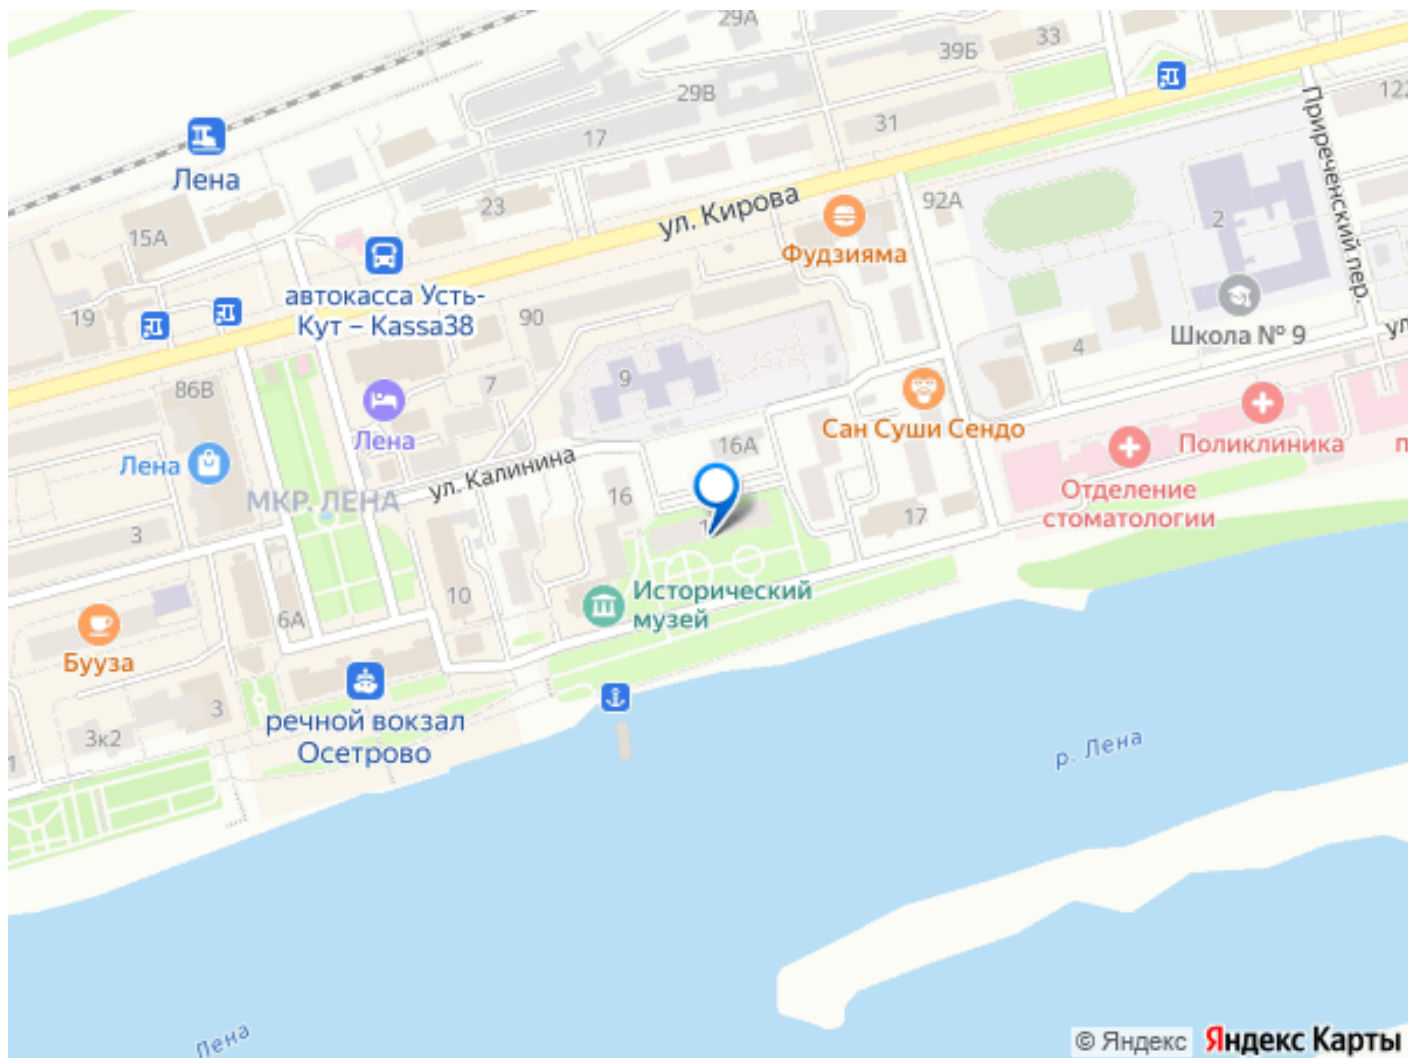 29А
33
39Б
29В
122
31
17
Лена
Приреченский пер.
ул. Кирова
92А
23
2
15А
Фудзияма
автокасса Усть-
Кут – Kassa38
19
90
Школа № 9
4
ул
86В
7
9
Лена
Сан Суши Сендо
Поликлиника
п
16А
Лена
ул. Калинина
МКР. ЛЕНА
16
Отделение
стоматологии
17
3
Исторический
музей
10
6А
Бууза
речной вокзал
Осетрово
3
3к2
1
р. Лена
Лена
© Яндекс Яндекс Карты